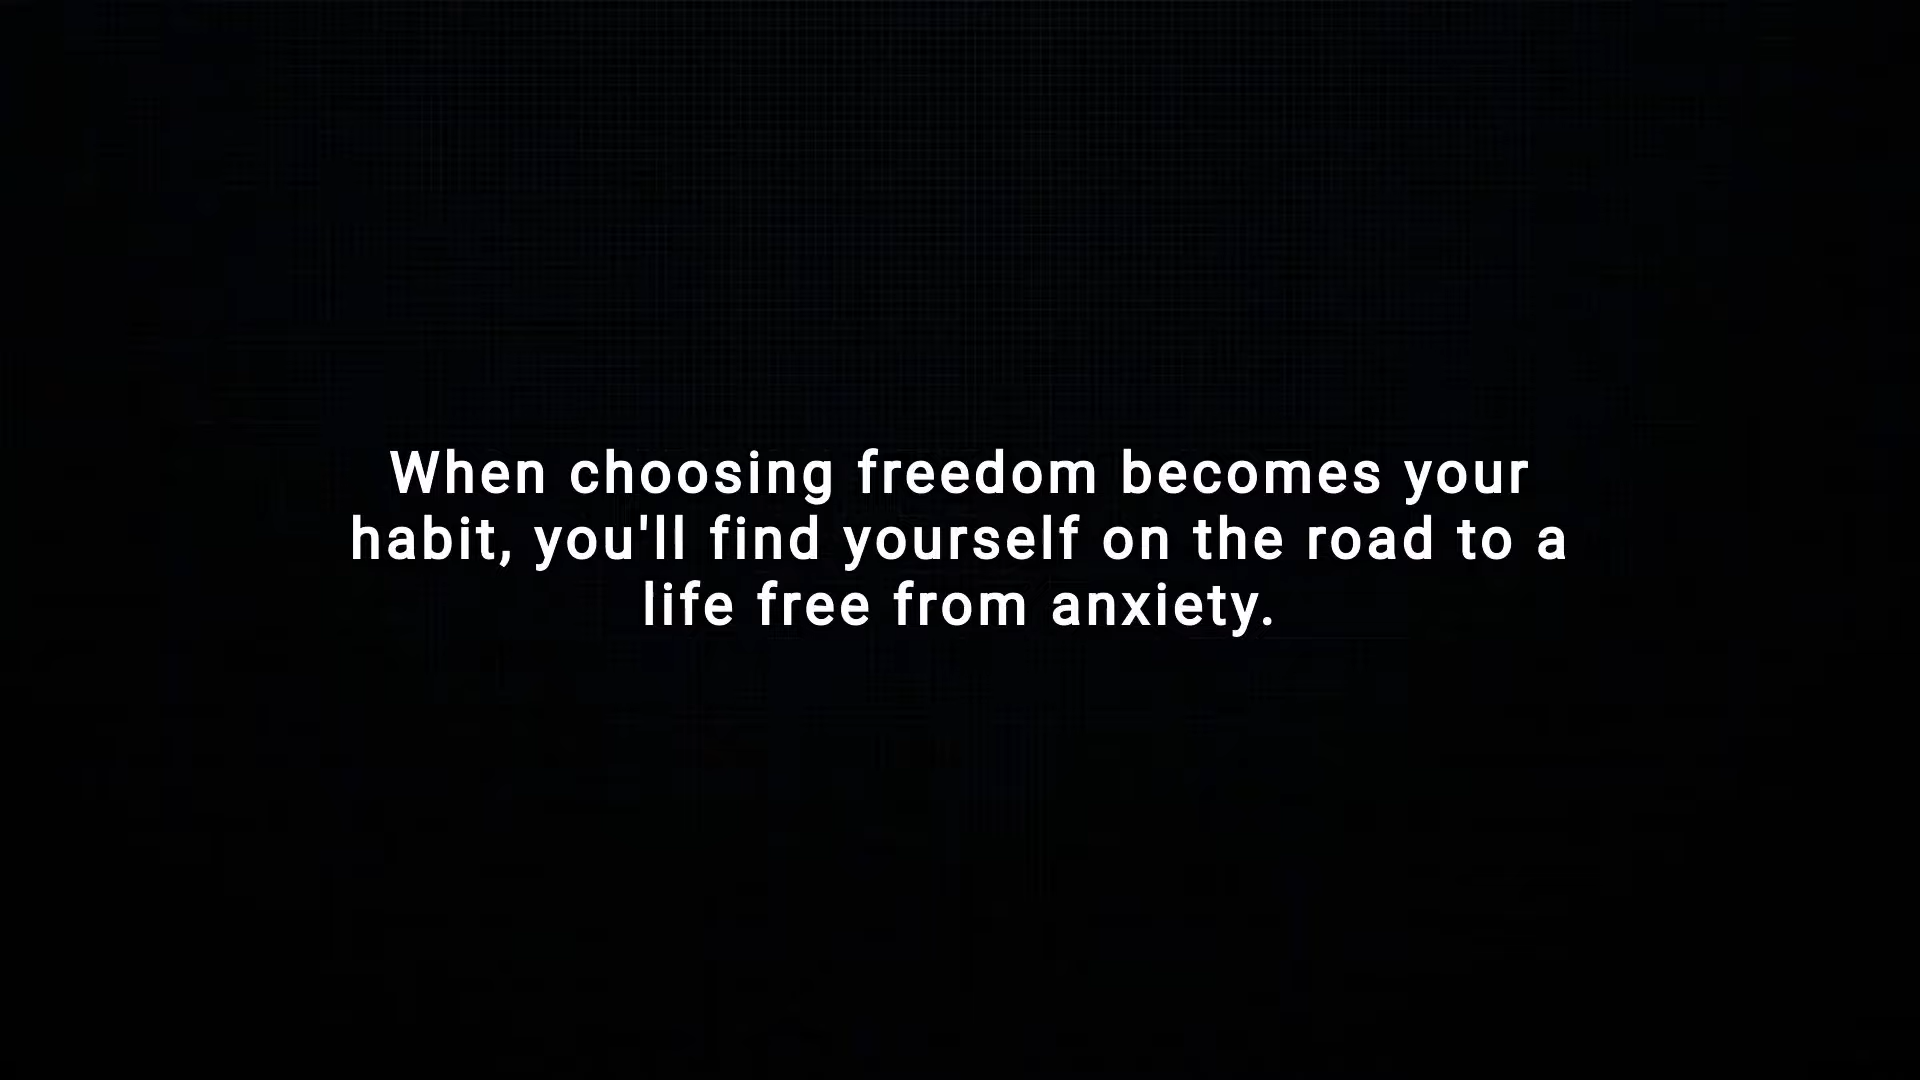 When choosing freedom becomes your
habit, you'll find yourself on the road to a
life free from anxiety.